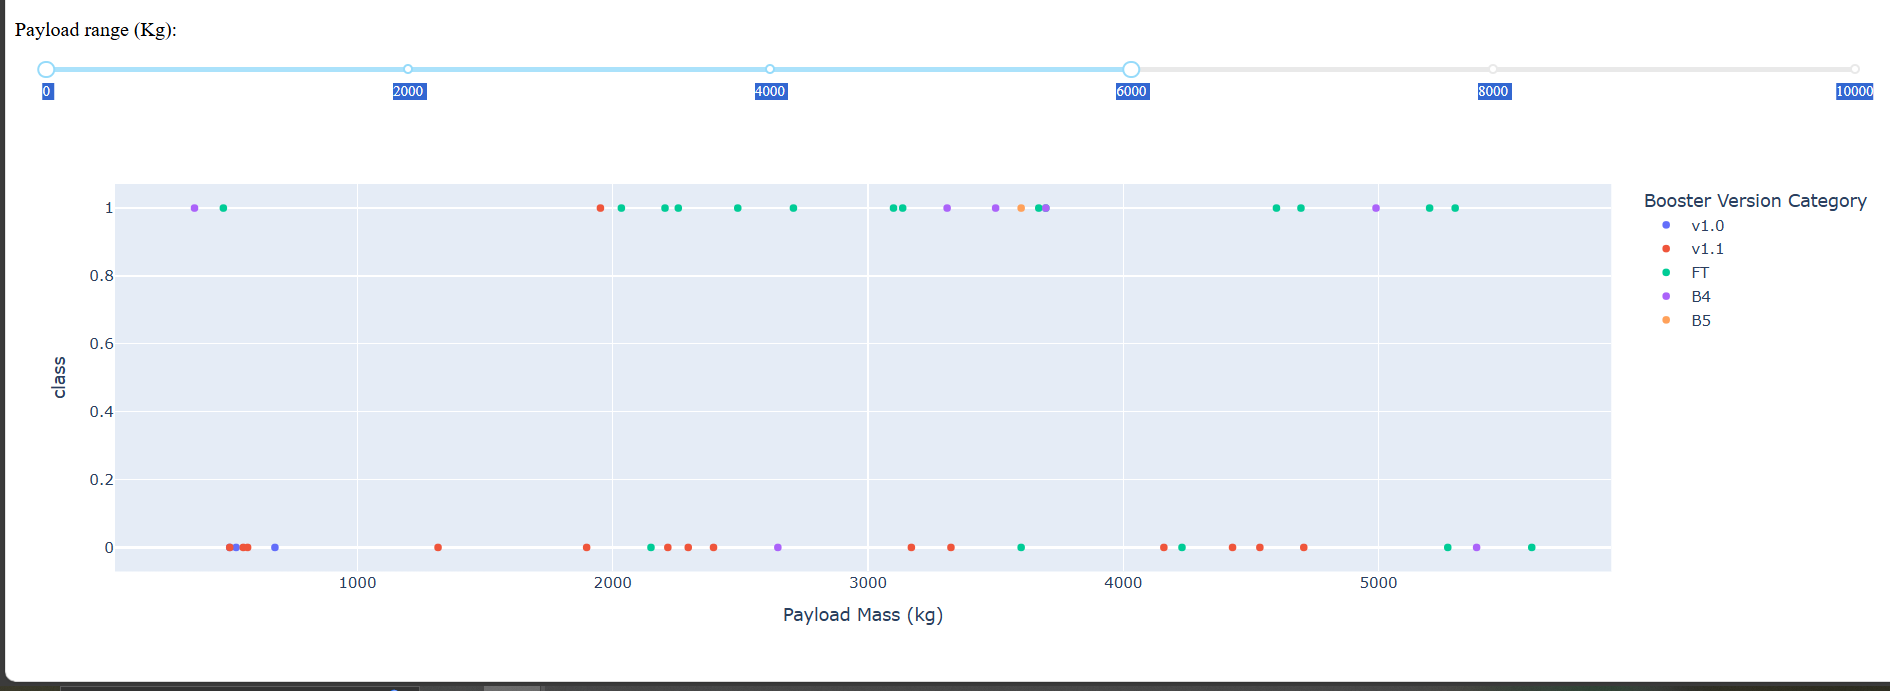 Payload range (Kg):
0 2000 4000 6000 8000 10000
Booster Version Category
v1.0
v1.1
FT
B4
B5
1
0.8
0.6
0.4
0.2
0
class
1000 2000 3000 4000 5000
Payload Mass (kg)